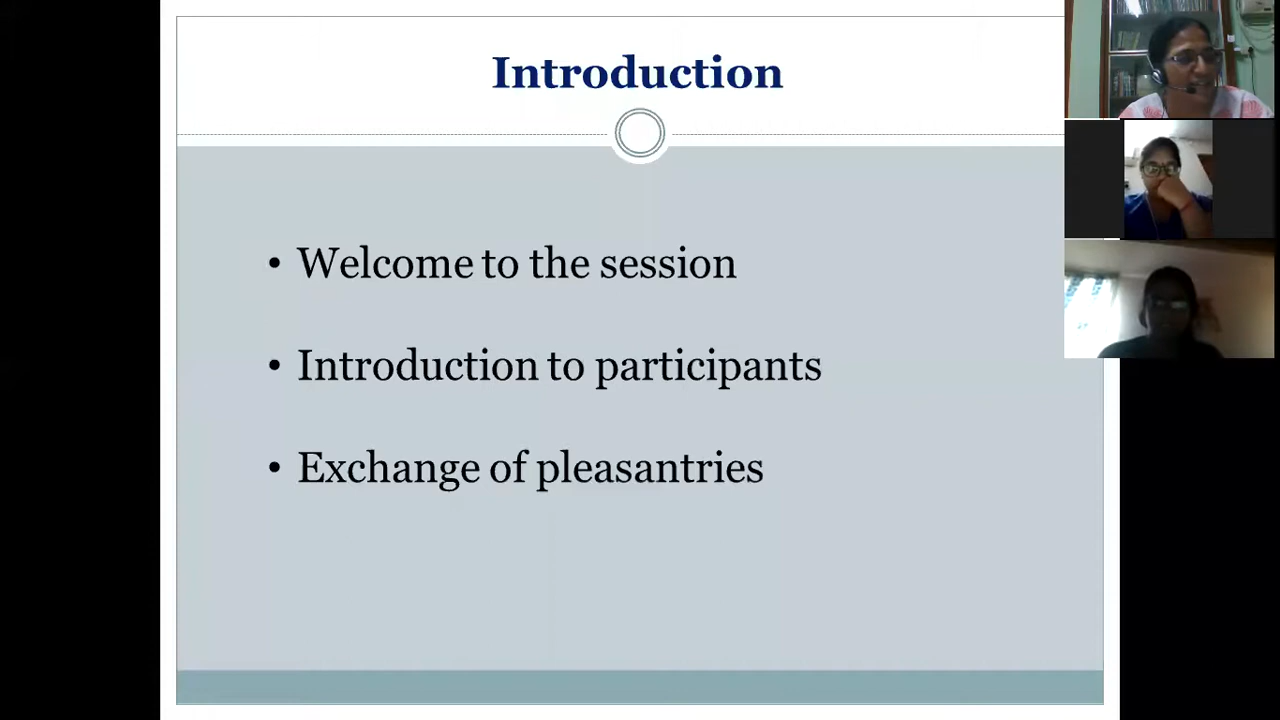 Introduction
• Welcome to the session
• Introduction to participants
• Exchange of pleasantries